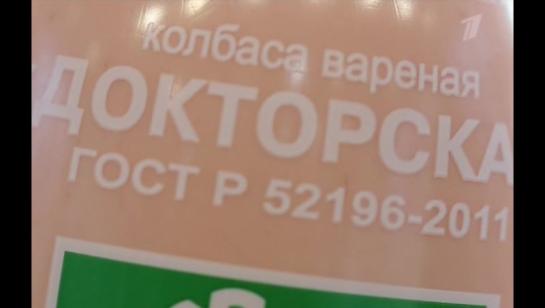 колбаса вареная
ДОКТОРСКА
ГОСТ Р 52196-2011